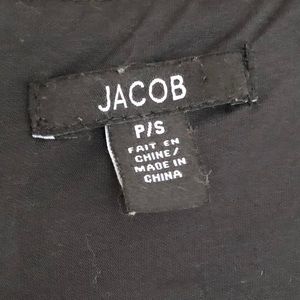 JACOB
P/S
FAIT EN
CHINE/
MADE IN
CHINA